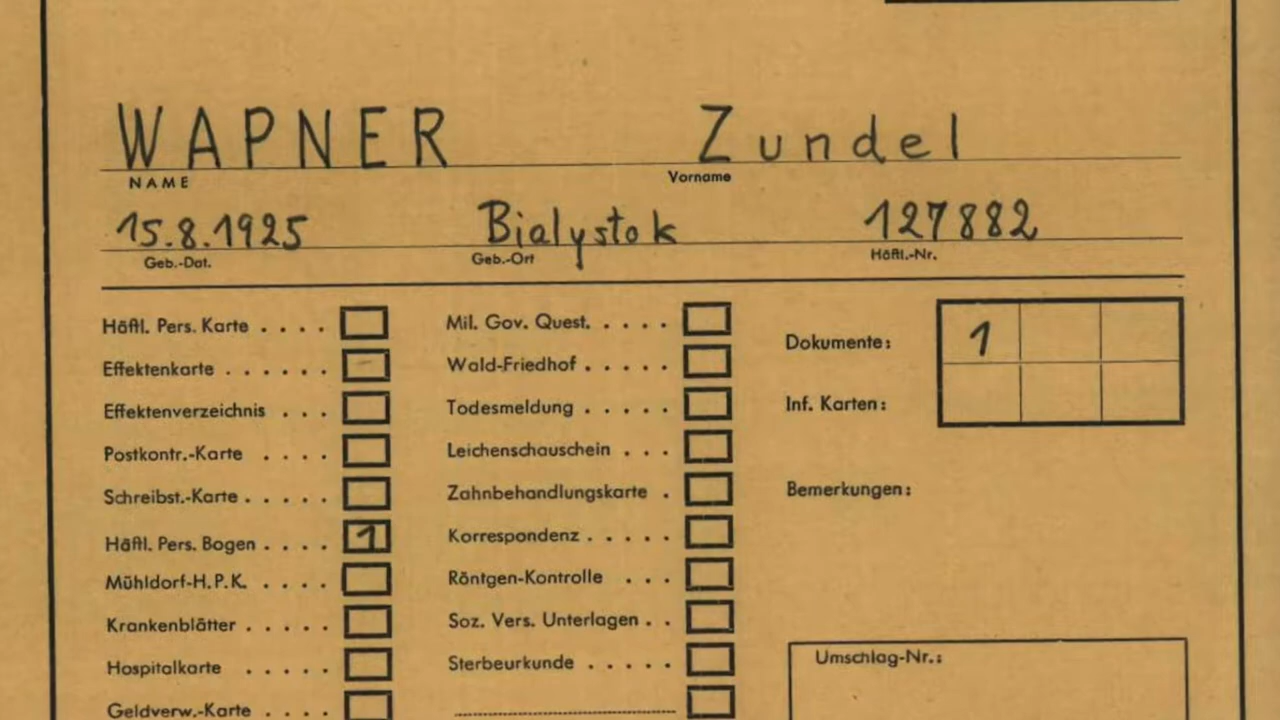 WAPNER Zundel
NAME Vorname
15.8.1925 Bialystok 127882
Geb.-Dat. Geb.-Ort Häftl.-Nr.
Häftl. Pers. Karte . . . .
Effektenkarte . . . . . .
Effektenverzeichnis . . .
Postkontr.-Karte . . . .
Schreibst.-Karte . . . . .
Häftl. Pers. Bogen . . . . 1
Mühldorf-H.P.K. . . . .
Krankenblätter . . . . .
Hospitalkarte . . . . .
Geldverw.-Karte . . . .
Mil. Gov. Quest. . . . .
Wald-Friedhof . . . . .
Todesmeldung . . . . .
Leichenschauschein . . .
Zahnbehandlungskarte .
Korrespondenz . . . . .
Röntgen-Kontrolle . . .
Soz. Vers. Unterlagen . .
Sterbeurkunde . . . . .
Dokumente: 1
Inf. Karten:
Bemerkungen:
Umschlag-Nr.: